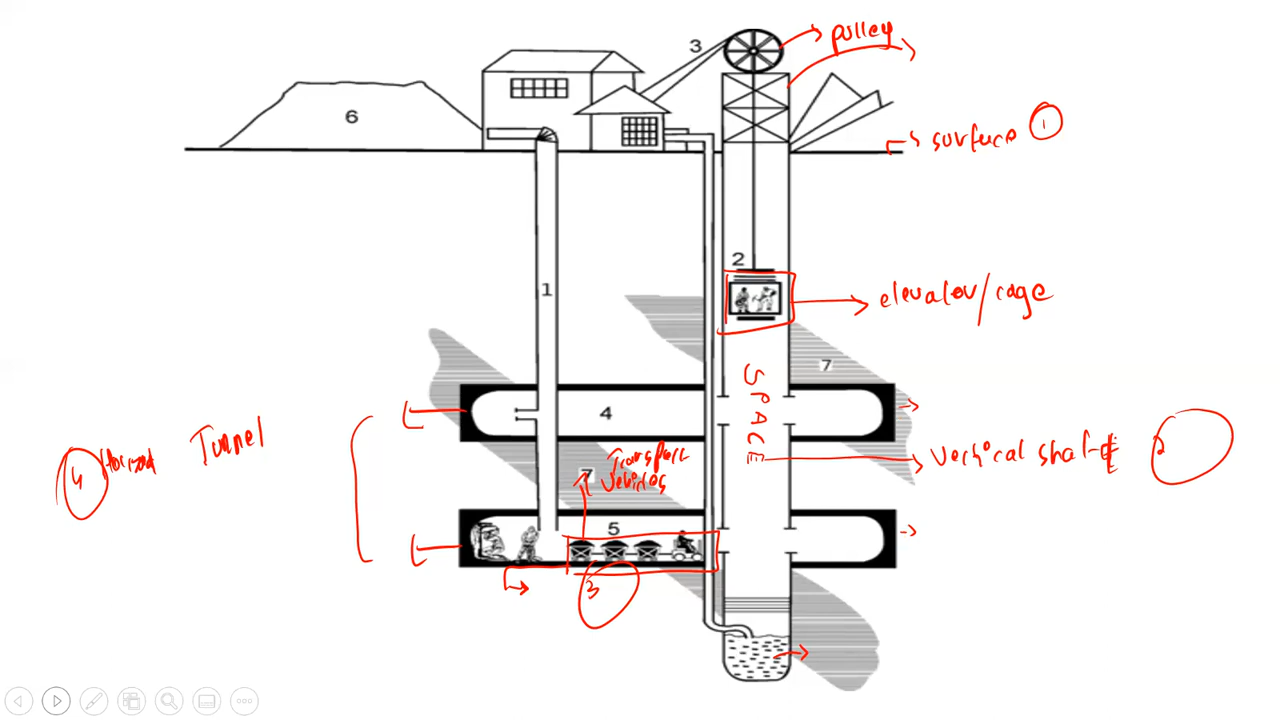 pulley
3
6
surface 1
2
elevator/cage
1
7
SPACE
4
Tunnel
Vertical shaft 2
4
Transport
Vehicles
7
5
3